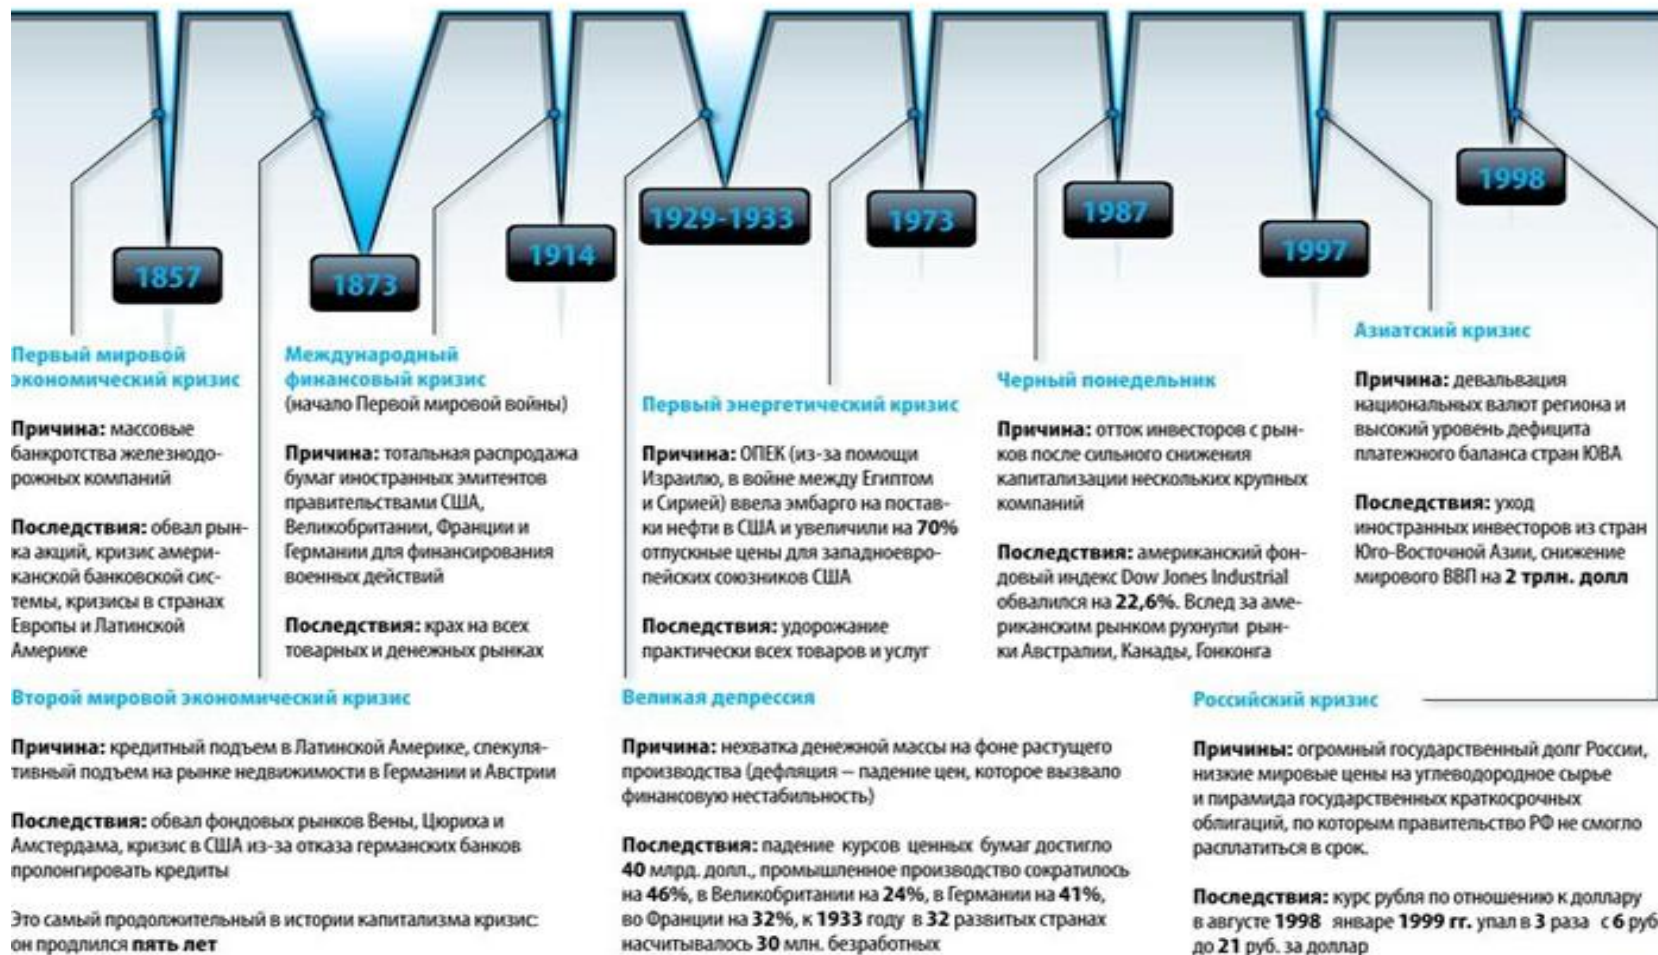 1857
1873
1914
1929-1933
1973
1987
1997
1998
Первый мировой
экономический кризис
Причина: массовые
банкротства железнодо-
рожных компаний
Последствия: обвал рын-
ка акций, кризис амери-
канской банковской сис-
темы, кризисы в странах
Европы и Латинской
Америке
Международный
финансовый кризис
(начало Первой мировой войны)
Причина: тотальная распродажа
бумаг иностранных эмитентов
правительствами США,
Великобритании, Франции и
Германии для финансирования
военных действий
Последствия: крах на всех
товарных и денежных рынках
Первый энергетический кризис
Причина: ОПЕК (из-за помощи
Израилю, в войне между Египтом
и Сирией) ввела эмбарго на постав-
ки нефти в США и увеличили на 70%
отпускные цены для западноевро-
пейских союзников США
Последствия: удорожание
практически всех товаров и услуг
Черный понедельник
Причина: отток инвесторов с рын-
ков после сильного снижения
капитализации нескольких крупных
компаний
Последствия: американский фон-
довый индекс Dow Jones Industrial
обвалился на 22,6%. Вслед за аме-
риканским рынком рухнули рын-
ки Австралии, Канады, Гонконга
Азиатский кризис
Причина: девальвация
национальных валют региона и
высокий уровень дефицита
платежного баланса стран ЮВА
Последствия: уход
иностранных инвесторов из стран
Юго-Восточной Азии, снижение
мирового ВВП на 2 трлн. долл
Второй мировой экономический кризис
Причина: кредитный подъем в Латинской Америке, спекуля-
тивный подъем на рынке недвижимости в Германии и Австрии
Последствия: обвал фондовых рынков Вены, Цюриха и
Амстердама, кризис в США из-за отказа германских банков
пролонгировать кредиты
Это самый продолжительный в истории капитализма кризис:
он продлился пять лет
Великая депрессия
Причина: нехватка денежной массы на фоне растущего
производства (дефляция – падение цен, которое вызвало
финансовую нестабильность)
Последствия: падение курсов ценных бумаг достигло
40 млрд. долл., промышленное производство сократилось
на 46%, в Великобритании на 24%, в Германии на 41%,
во Франции на 32%, к 1933 году в 32 развитых странах
насчитывалось 30 млн. безработных
Российский кризис
Причины: огромный государственный долг России,
низкие мировые цены на углеводородное сырье
и пирамида государственных краткосрочных
облигаций, по которым правительство РФ не смогло
расплатиться в срок.
Последствия: курс рубля по отношению к доллару
в августе 1998 январе 1999 гг. упал в 3 раза с 6 руб
до 21 руб. за доллар